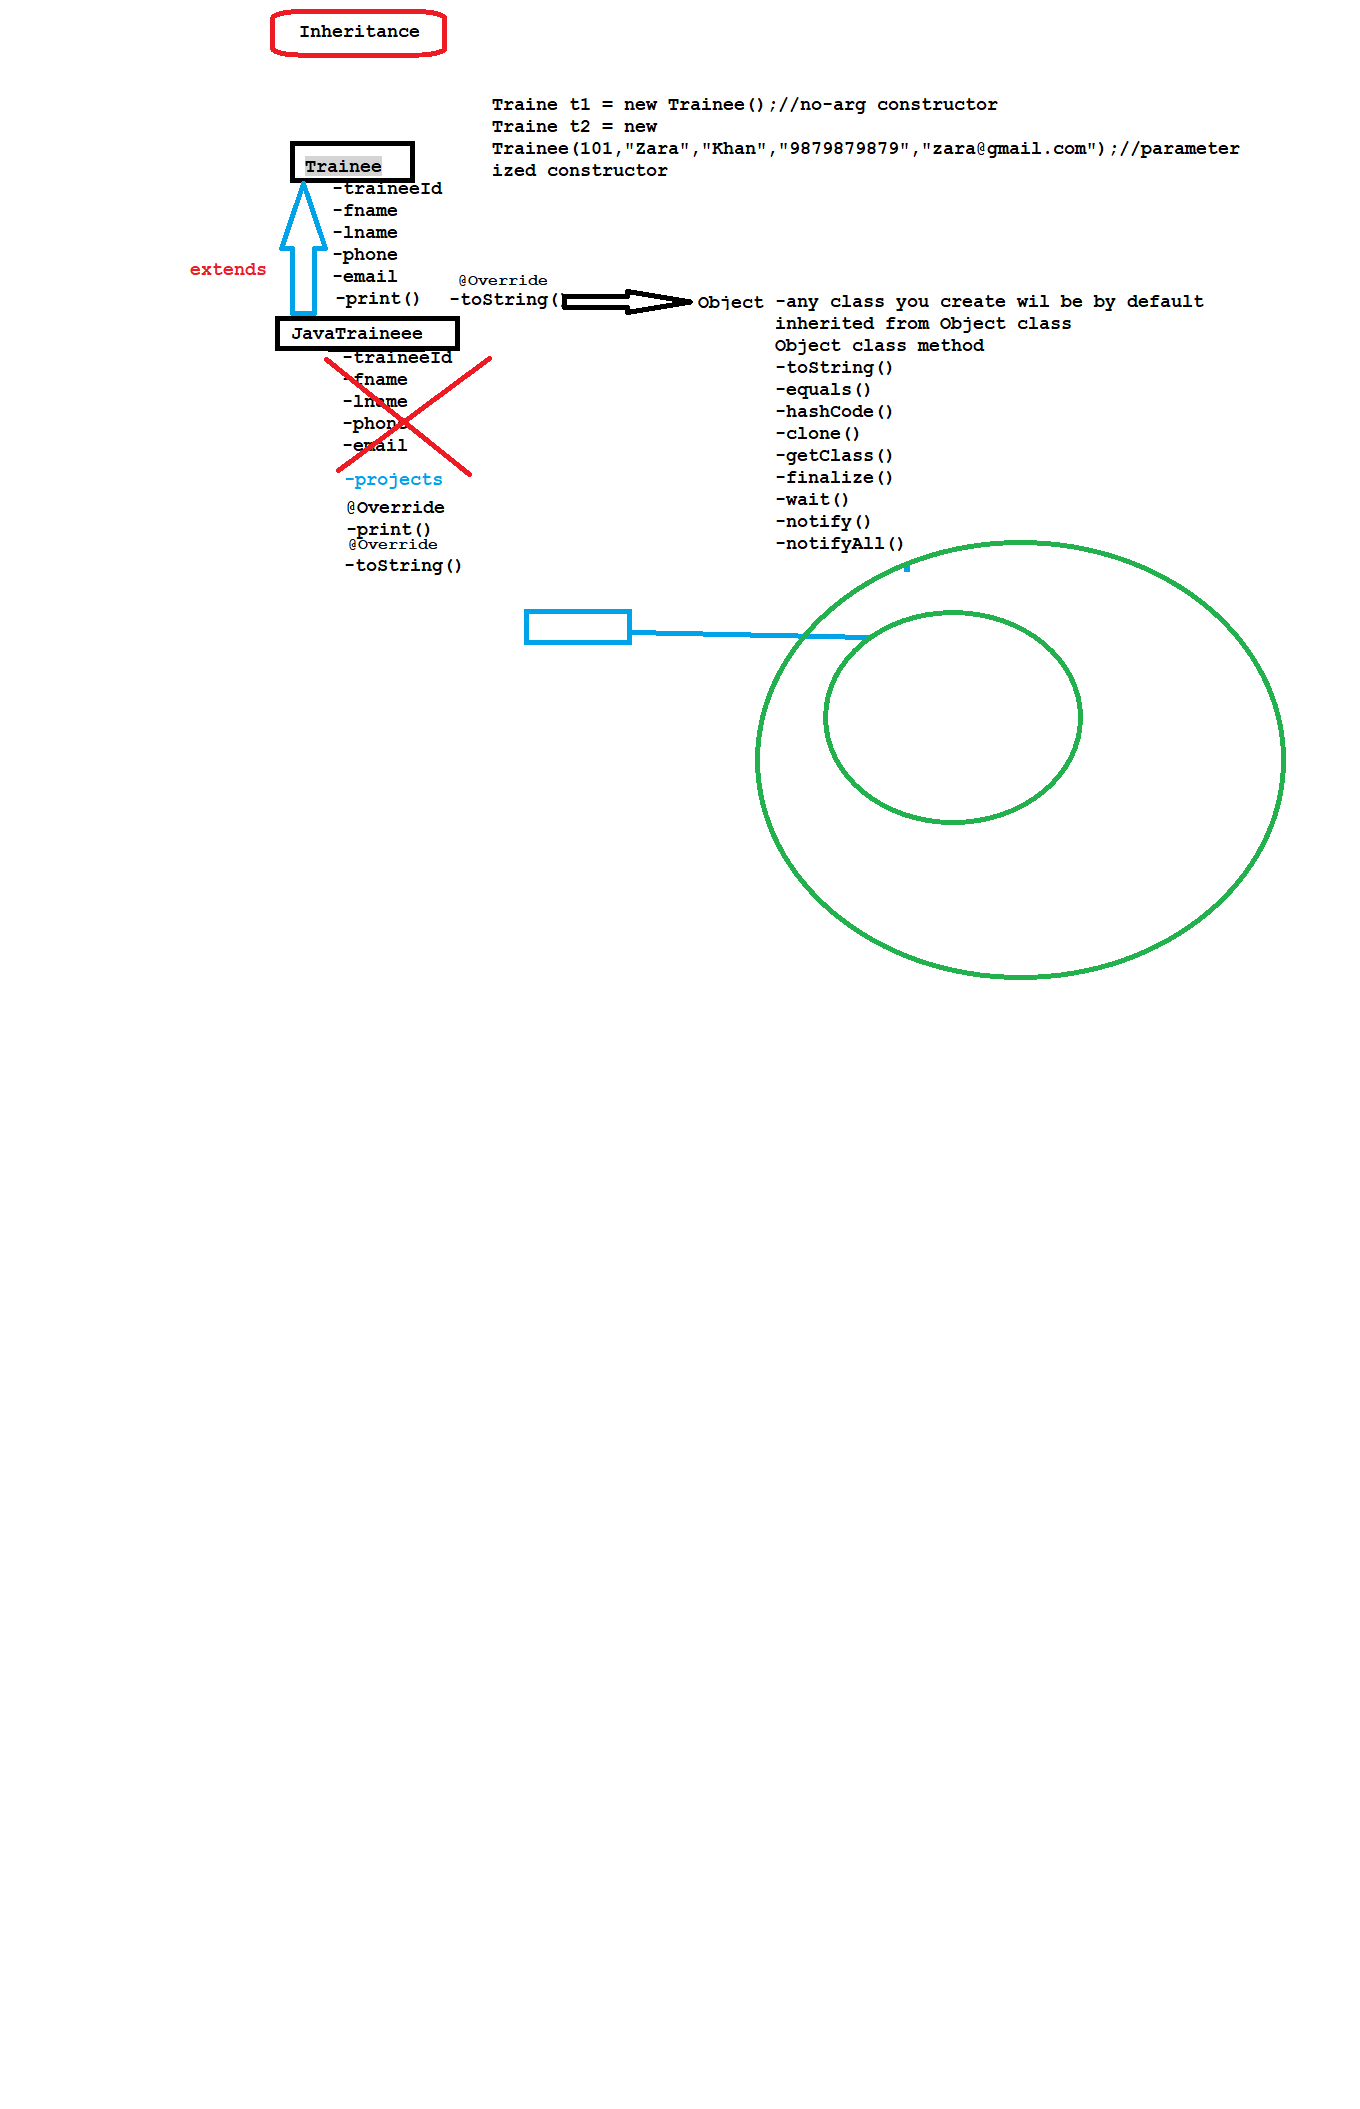 Inheritance
Traine t1 = new Trainee();//no-arg constructor
Traine t2 = new
Trainee(101,"Zara","Khan","9879879879","zara@gmail.com");//parameter
ized constructor
Trainee
-traineeId
-fname
-lname
-phone
-email
-print()
extends
@Override
-toString()
Object
-any class you create wil be by default
inherited from Object class
Object class method
-toString()
-equals()
-hashCode()
-clone()
-getClass()
-finalize()
-wait()
-notify()
-notifyAll()
JavaTraineee
-traineeId
-fname
-lname
-phone
-email
-projects
@Override
-print()
@Override
-toString()